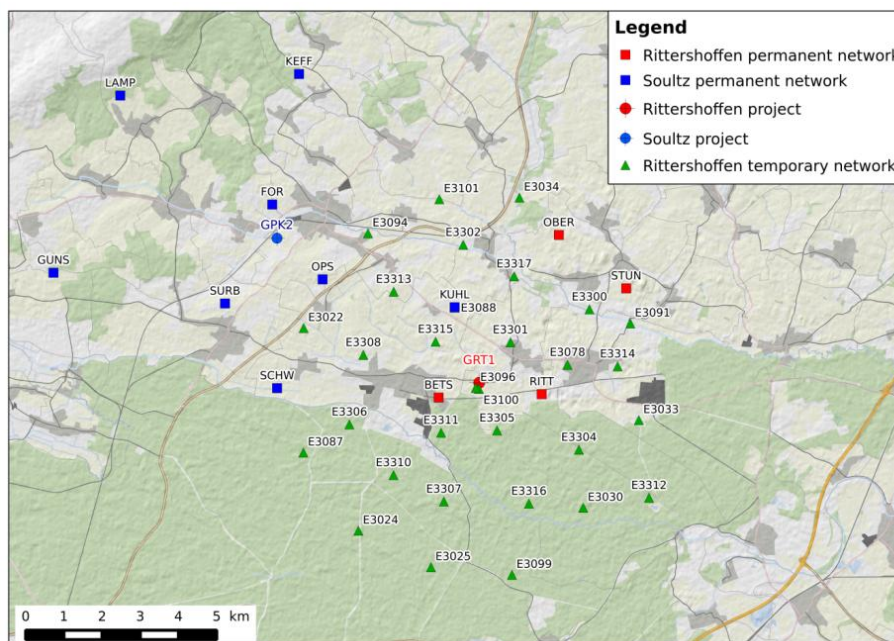 Legend
Rittershoffen permanent network
Soultz permanent network
Rittershoffen project
Soultz project
Rittershoffen temporary network
KEFF
LAMP
FOR
E3101
E3034
GPK2
E3094
OBER
E3302
GUNS
OPS
E3317
STUN
E3313
SURB
KUHL
E3088
E3300
E3022
E3091
E3315
E3301
E3308
GRT1
E3078
E3314
SCHW
E3096
BETS
RITT
E3100
E3306
E3311
E3305
E3033
E3087
E3304
E3310
E3307
E3316
E3030
E3312
E3024
E3025
E3099
0 1 2 3 4 5 km